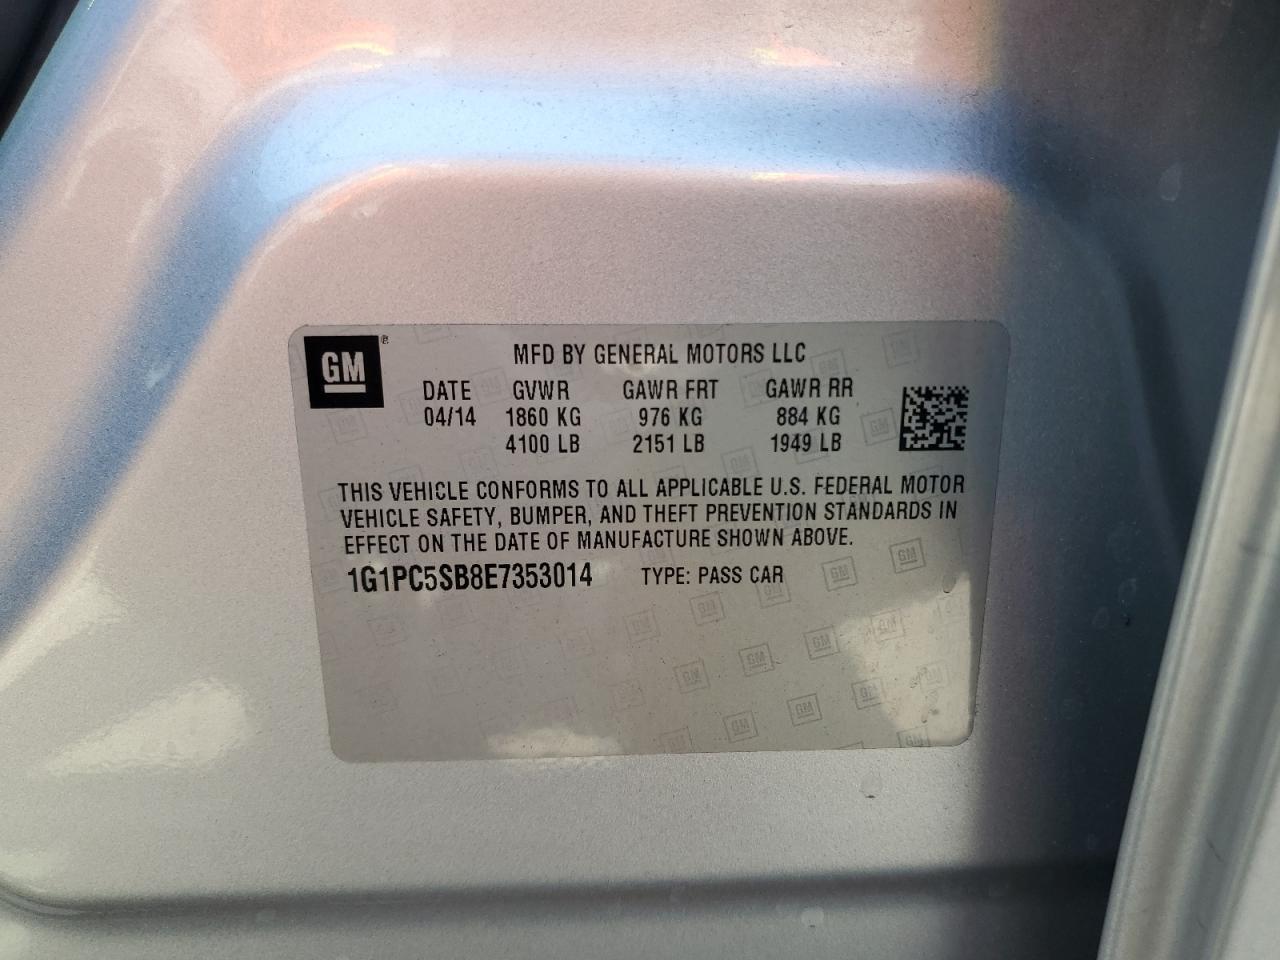 GM®
MFD BY GENERAL MOTORS LLC
DATE GVWR GAWR FRT GAWR RR
04/14 1860 KG 976 KG 884 KG
4100 LB 2151 LB 1949 LB
THIS VEHICLE CONFORMS TO ALL APPLICABLE U.S. FEDERAL MOTOR
VEHICLE SAFETY, BUMPER, AND THEFT PREVENTION STANDARDS IN
EFFECT ON THE DATE OF MANUFACTURE SHOWN ABOVE.
1G1PC5SB8E7353014 TYPE: PASS CAR